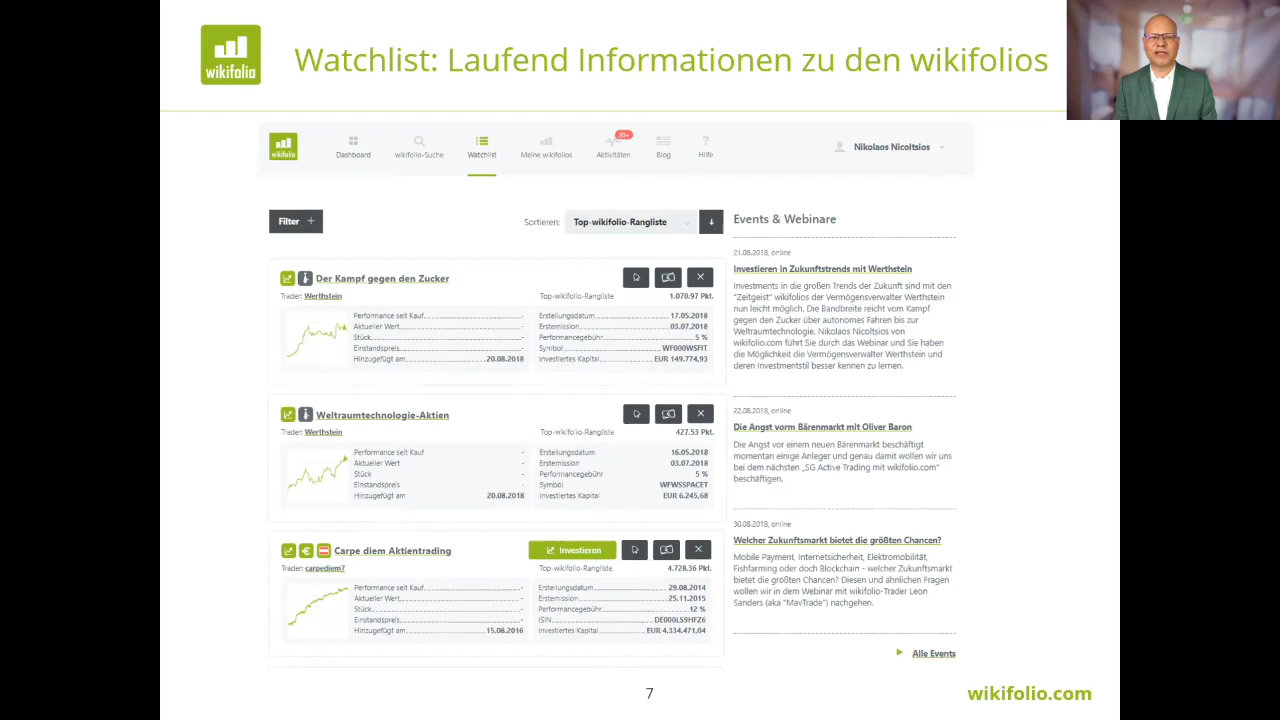 wikifolio
Watchlist: Laufend Informationen zu den wikifolios
wikifolio
Dashboard
wikifolio-Suche
Watchlist
Meine wikifolios
30+
Aktivitäten
Blog
Hilfe
Nikolaos Nicoltsios
Filter +
Sortieren: Top-wikifolio-Rangliste
Der Kampf gegen den Zucker
Trader: Werthstein
Top-wikifolio-Rangliste 1.070,97 Pkt.
Performance seit Kauf -
Aktueller Wert -
Stück -
Einstandspreis -
Hinzugefügt am 20.08.2018
Erstellungsdatum 17.05.2018
Erstemission 03.07.2018
Performancegebühr 5 %
Symbol WF000WSFIT
Investiertes Kapital EUR 149.774,93
Weltraumtechnologie-Aktien
Trader: Werthstein
Top-wikifolio-Rangliste 427,53 Pkt.
Performance seit Kauf -
Aktueller Wert -
Stück -
Einstandspreis -
Hinzugefügt am 20.08.2018
Erstellungsdatum 16.05.2018
Erstemission 03.07.2018
Performancegebühr 5 %
Symbol WFWSSPACET
Investiertes Kapital EUR 6.245,68
Carpe diem Aktientrading
Investieren
Trader: carpediem7
Top-wikifolio-Rangliste 4.728,36 Pkt.
Performance seit Kauf -
Aktueller Wert -
Stück -
Einstandspreis -
Hinzugefügt am 15.08.2016
Erstellungsdatum 29.08.2014
Erstemission 25.11.2015
Performancegebühr 12 %
ISIN DE000LS9HFZ6
Investiertes Kapital EUR 4.334.471,04
Events & Webinare
21.08.2018, online
Investieren in Zukunftstrends mit Werthstein
Investments in die großen Trends der Zukunft sind mit den
"Zeitgeist" wikifolios der Vermögensverwalter Werthstein
nun leicht möglich. Die Bandbreite reicht vom Kampf
gegen den Zucker über autonomes Fahren bis zur
Weltraumtechnologie. Nikolaos Nicoltsios von
wikifolio.com führt Sie durch das Webinar und Sie haben
die Möglichkeit die Vermögensverwalter Werthstein und
deren Investmentstil besser kennen zu lernen.
22.08.2018, online
Die Angst vorm Bärenmarkt mit Oliver Baron
Die Angst vor einem neuen Bärenmarkt beschäftigt
momentan einige Anleger und genau damit wollen wir uns
bei dem nächsten „SG Active Trading mit wikifolio.com"
beschäftigen.
30.08.2018, online
Welcher Zukunftsmarkt bietet die größten Chancen?
Mobile Payment, Internetsicherheit, Elektromobilität,
Fishfarming oder doch Blockchain - welcher Zukunftsmarkt
bietet die größten Chancen? Diesen und ähnlichen Fragen
wollen wir in dem Webinar mit wikifolio-Trader Leon
Sanders (aka "MavTrade") nachgehen.
Alle Events
7
wikifolio.com